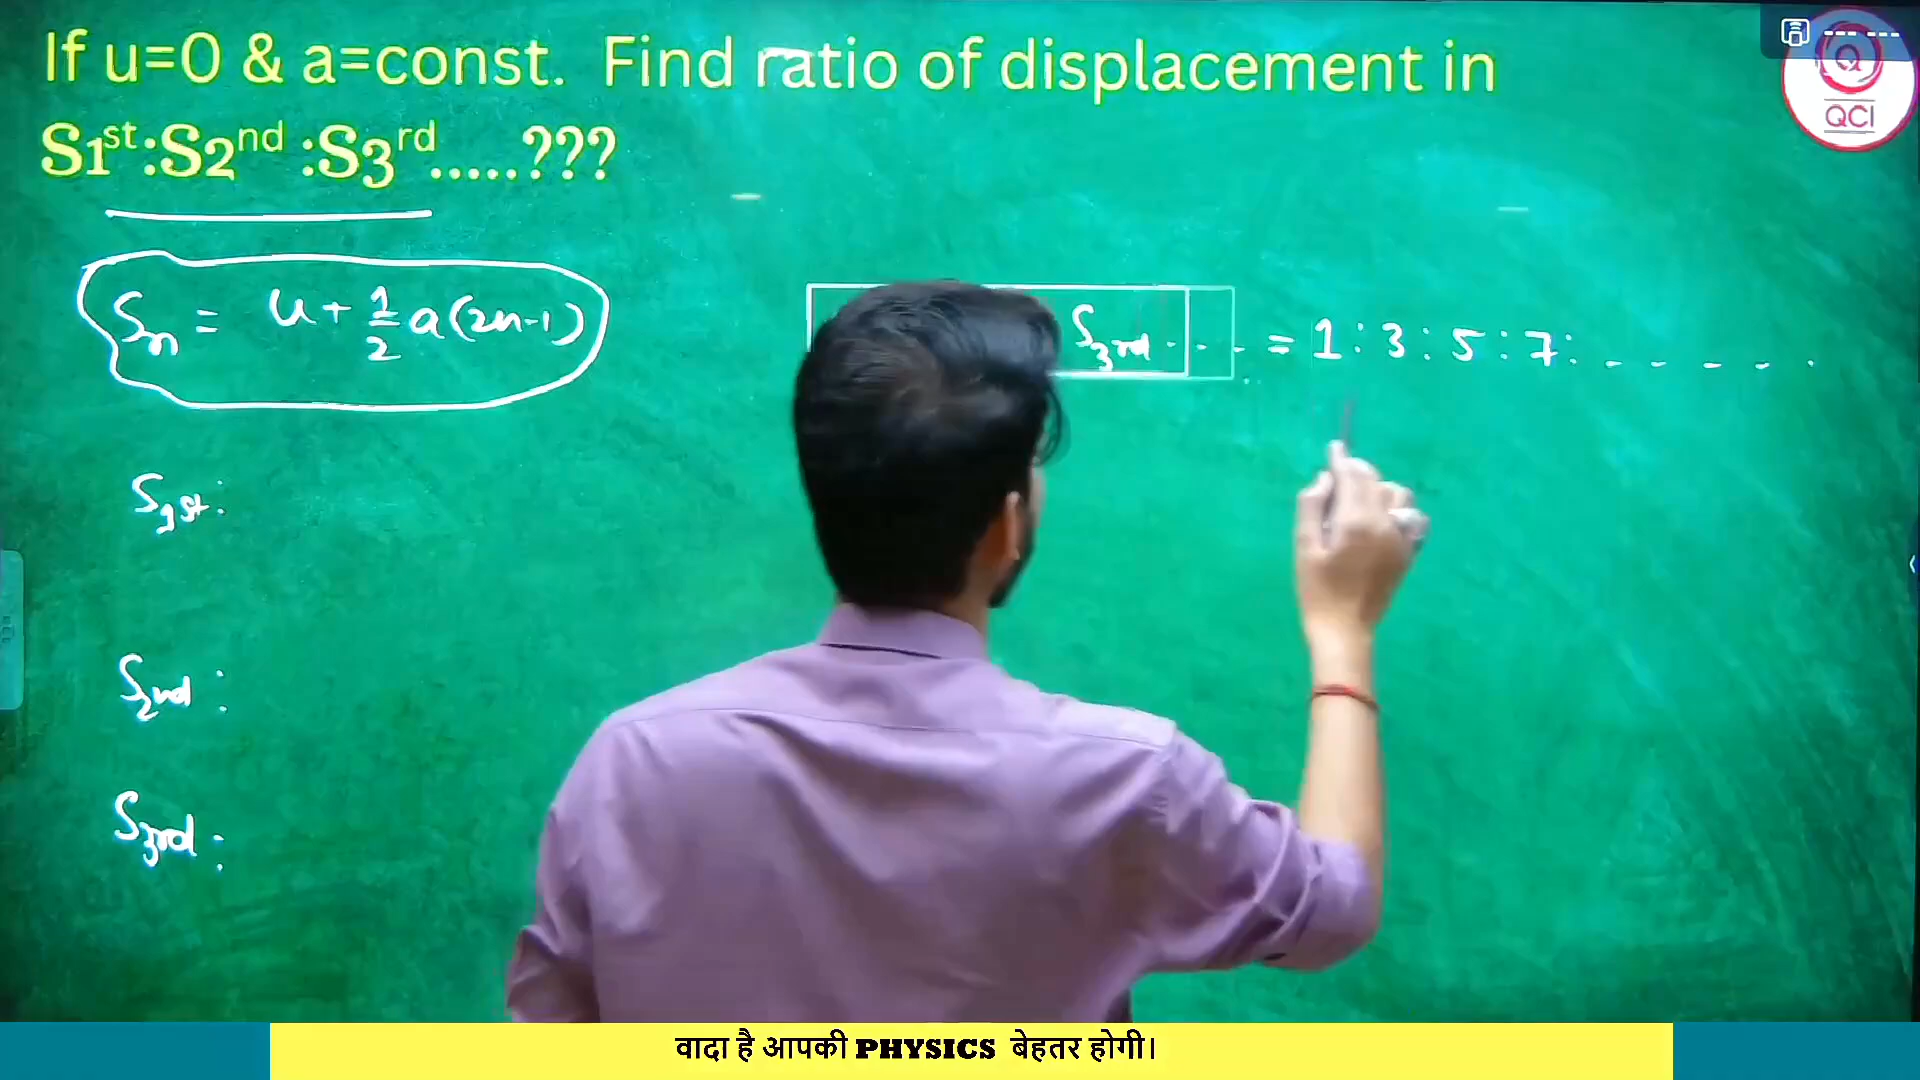 If u=0 & a=const. Find ratio of displacement in
S1st:S2nd :S3rd.....???
QCI
Sn = u+1/2 a(2n-1)
S3rd... = 1:3:5:7:.....
S1st:
S2nd:
S3rd:
वादा है आपकी PHYSICS बेहतर होगी।